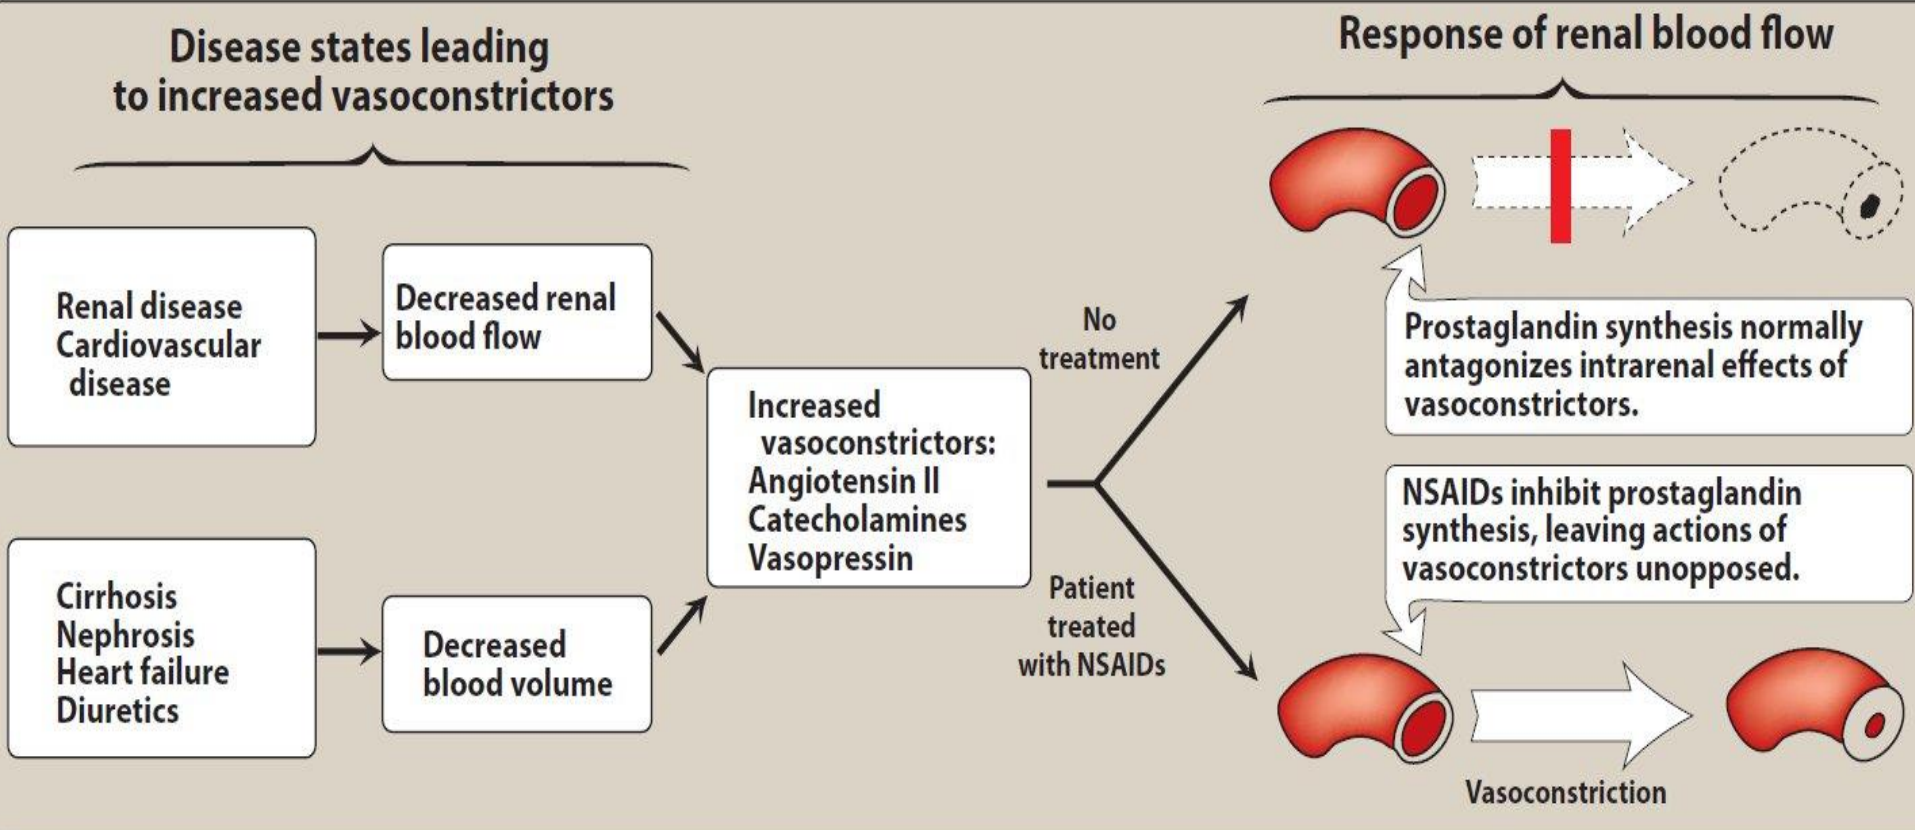 Disease states leading
to increased vasoconstrictors
Response of renal blood flow
Renal disease
Cardiovascular
disease
Decreased renal
blood flow
Cirrhosis
Nephrosis
Heart failure
Diuretics
Decreased
blood volume
Increased
vasoconstrictors:
Angiotensin II
Catecholamines
Vasopressin
No
treatment
Patient
treated
with NSAIDs
Prostaglandin synthesis normally
antagonizes intrarenal effects of
vasoconstrictors.
NSAIDs inhibit prostaglandin
synthesis, leaving actions of
vasoconstrictors unopposed.
Vasoconstriction